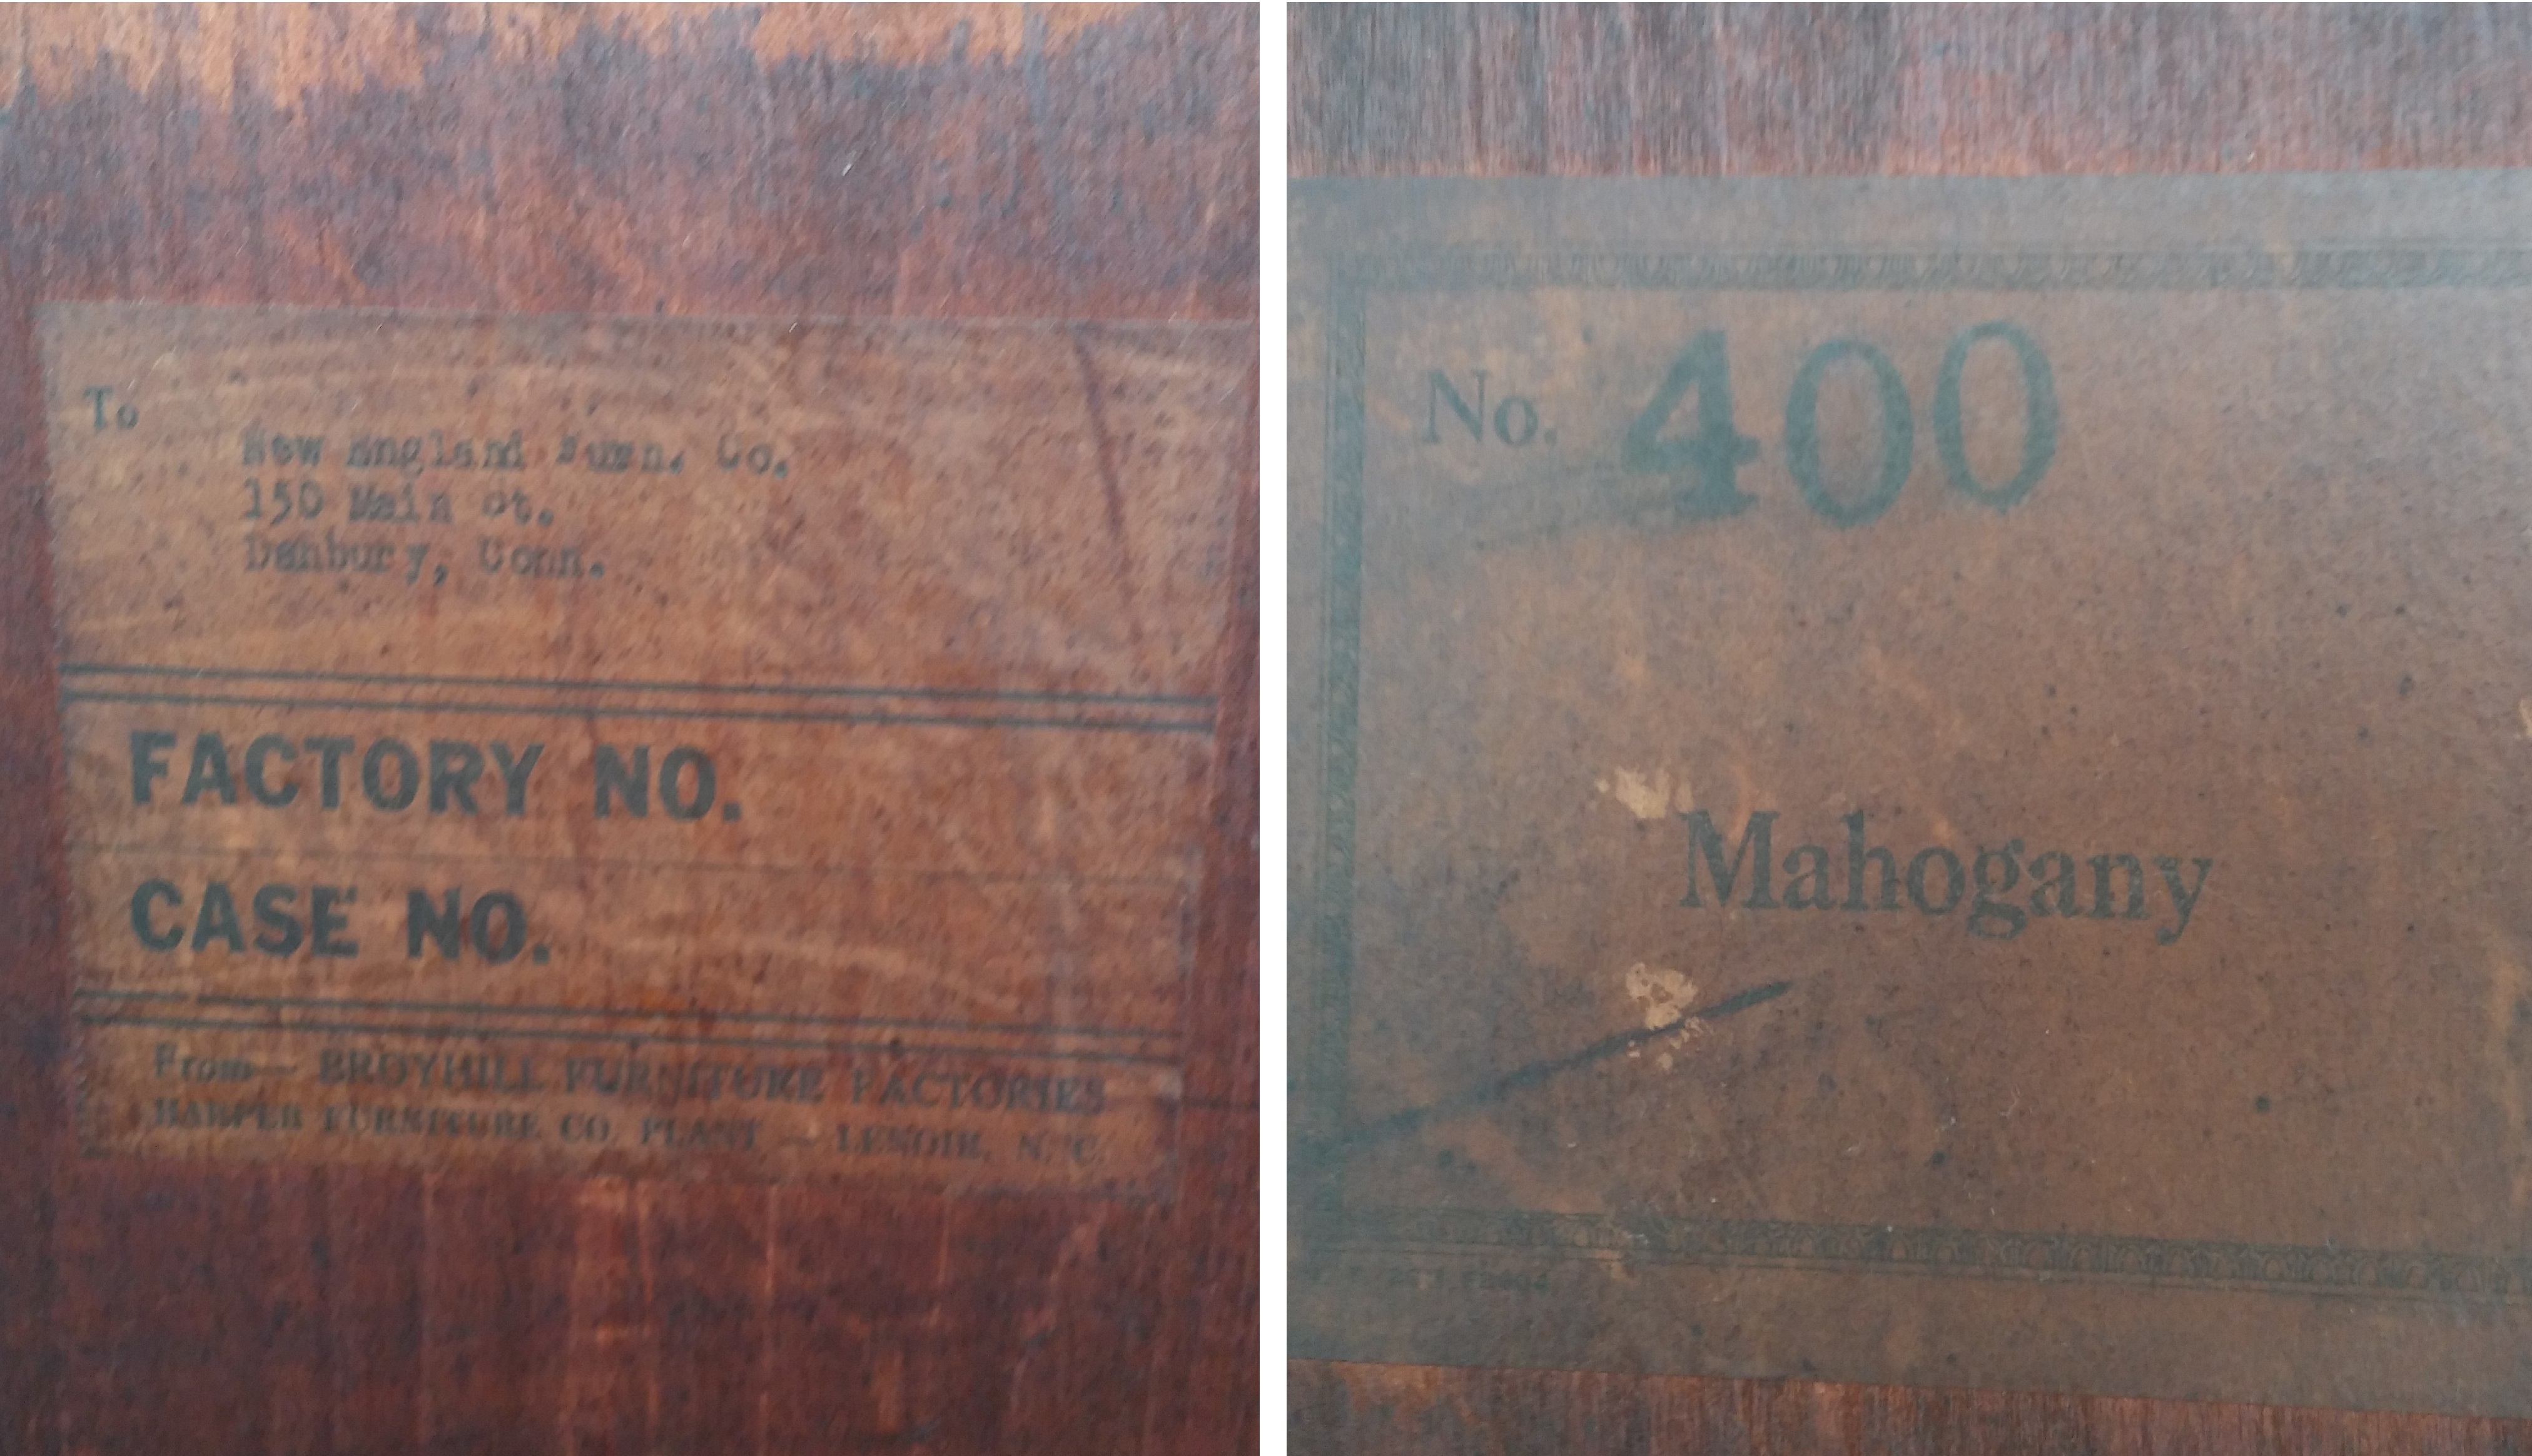 To
New England Furn. Co.
150 Main St.
Danbury, Conn.
FACTORY NO.
CASE NO.
From— BROYHILL FURNITURE FACTORIES
HARPER FURNITURE CO. PLANT — LENOIR, N. C.
No. 400
Mahogany